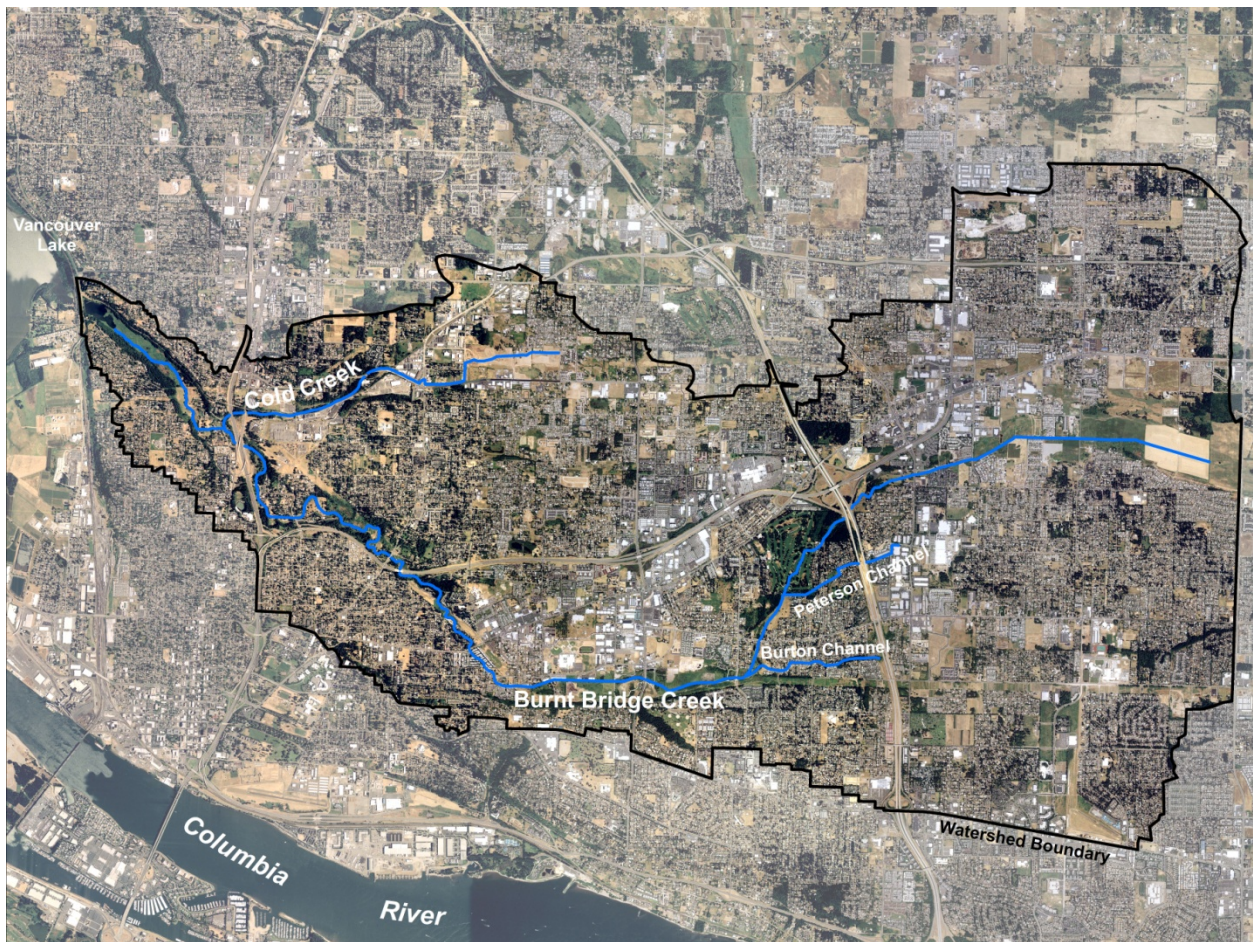 Vancouver
Lake
Cold Creek
Peterson Channel
Burton Channel
Burnt Bridge Creek
Watershed Boundary
Columbia
River